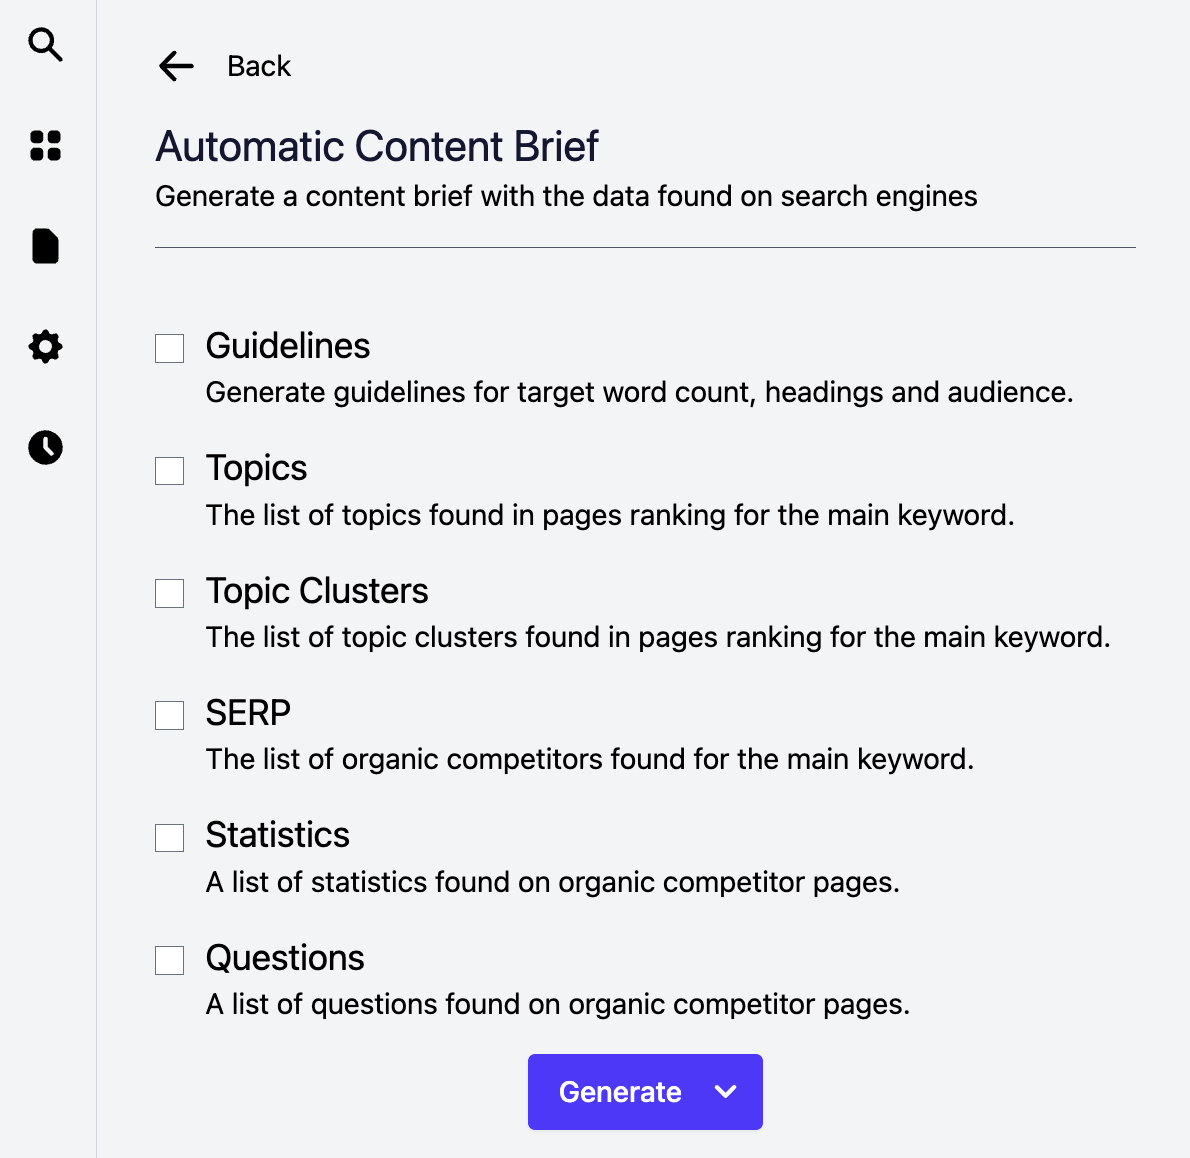 Back
Automatic Content Brief
Generate a content brief with the data found on search engines
Guidelines
Generate guidelines for target word count, headings and audience.
Topics
The list of topics found in pages ranking for the main keyword.
Topic Clusters
The list of topic clusters found in pages ranking for the main keyword.
SERP
The list of organic competitors found for the main keyword.
Statistics
A list of statistics found on organic competitor pages.
Questions
A list of questions found on organic competitor pages.
Generate